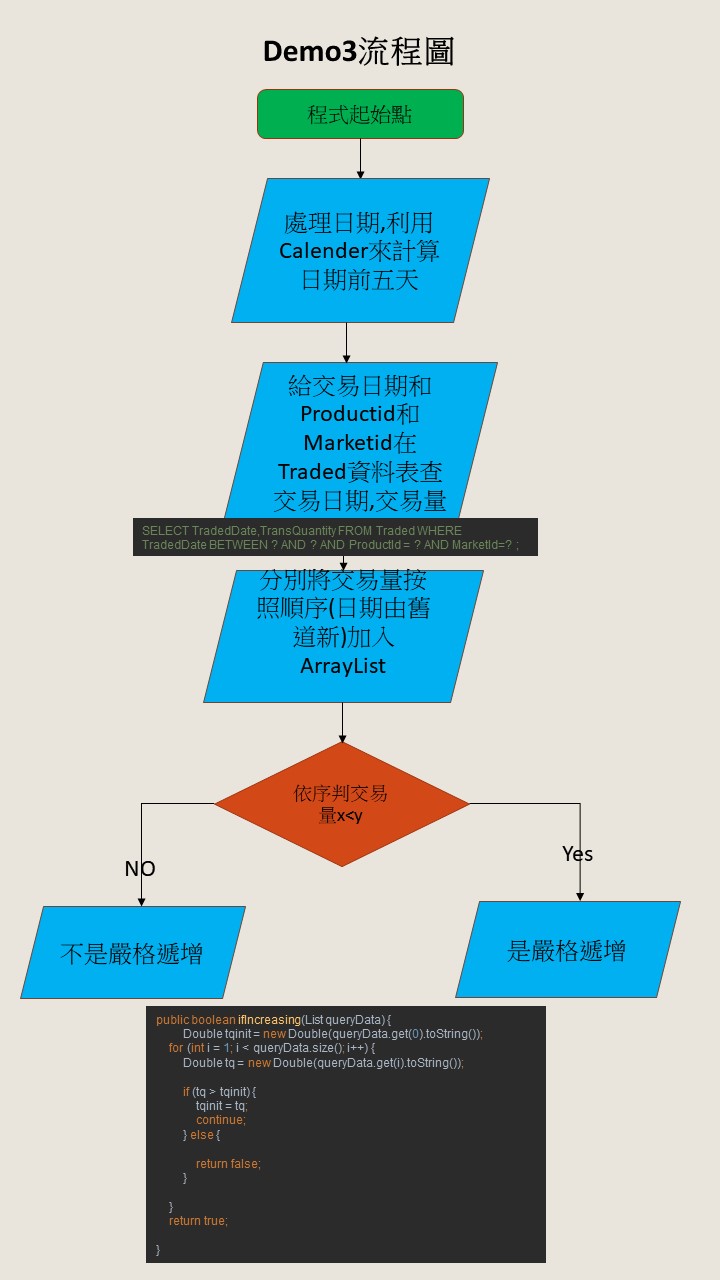 Demo3流程圖
程式起始點
處理日期,利用
Calender來計算
日期前五天
給交易日期和
Productid和
Marketid在
Traded資料表查
交易日期,交易量
SELECT TradedDate,TransQuantity FROM Traded WHERE
TradedDate BETWEEN ? AND ? AND ProductId = ? AND MarketId=? ;
分別將交易量按
照順序(日期由舊
道新)加入
ArrayList
依序判交易
量x<y
NO
Yes
不是嚴格遞增
是嚴格遞增
public boolean ifIncreasing(List queryData) {
Double tqinit = new Double(queryData.get(0).toString());
for (int i = 1; i < queryData.size(); i++) {
Double tq = new Double(queryData.get(i).toString());
if (tq > tqinit) {
tqinit = tq;
continue;
} else {
return false;
}
}
return true;
}